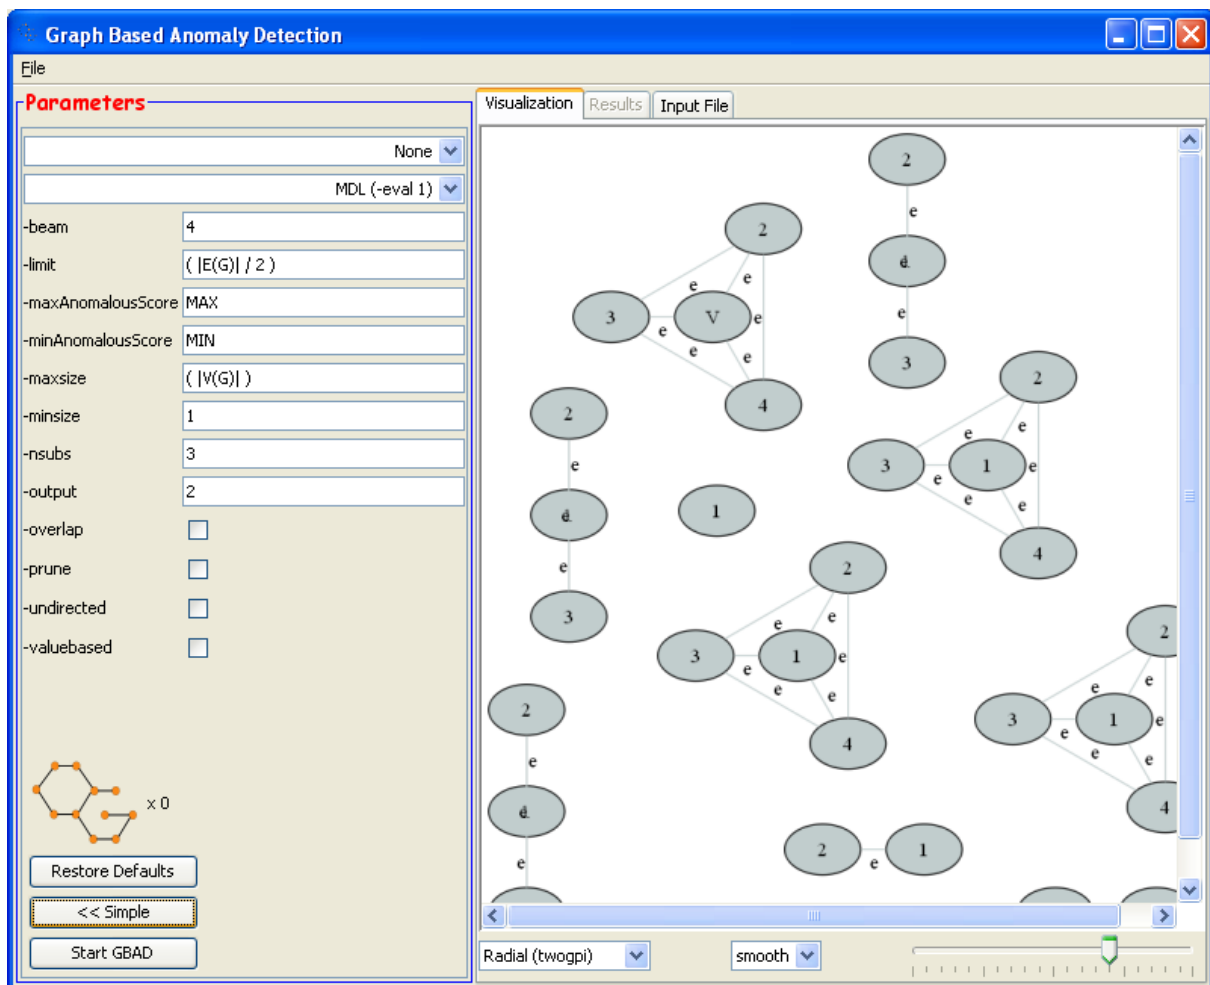 Graph Based Anomaly Detection
File
Parameters
None
MDL (-eval 1)
-beam 4
-limit ( |E(G)| / 2 )
-maxAnomalousScore MAX
-minAnomalousScore MIN
-maxsize ( |V(G)| )
-minsize 1
-nsubs 3
-output 2
-overlap
-prune
-undirected
-valuebased
x 0
Restore Defaults
<< Simple
Start GBAD
Visualization Results Input File
2
e
e
3
2
3 V
4
e e e e e e
2
3 1
4
e e e e e e
2
e
e
3
1
2
3 1
4
e e e e e e
2
3 1
4
e e e e e e
2
e
e
2 e 1
Radial (twogpi) smooth